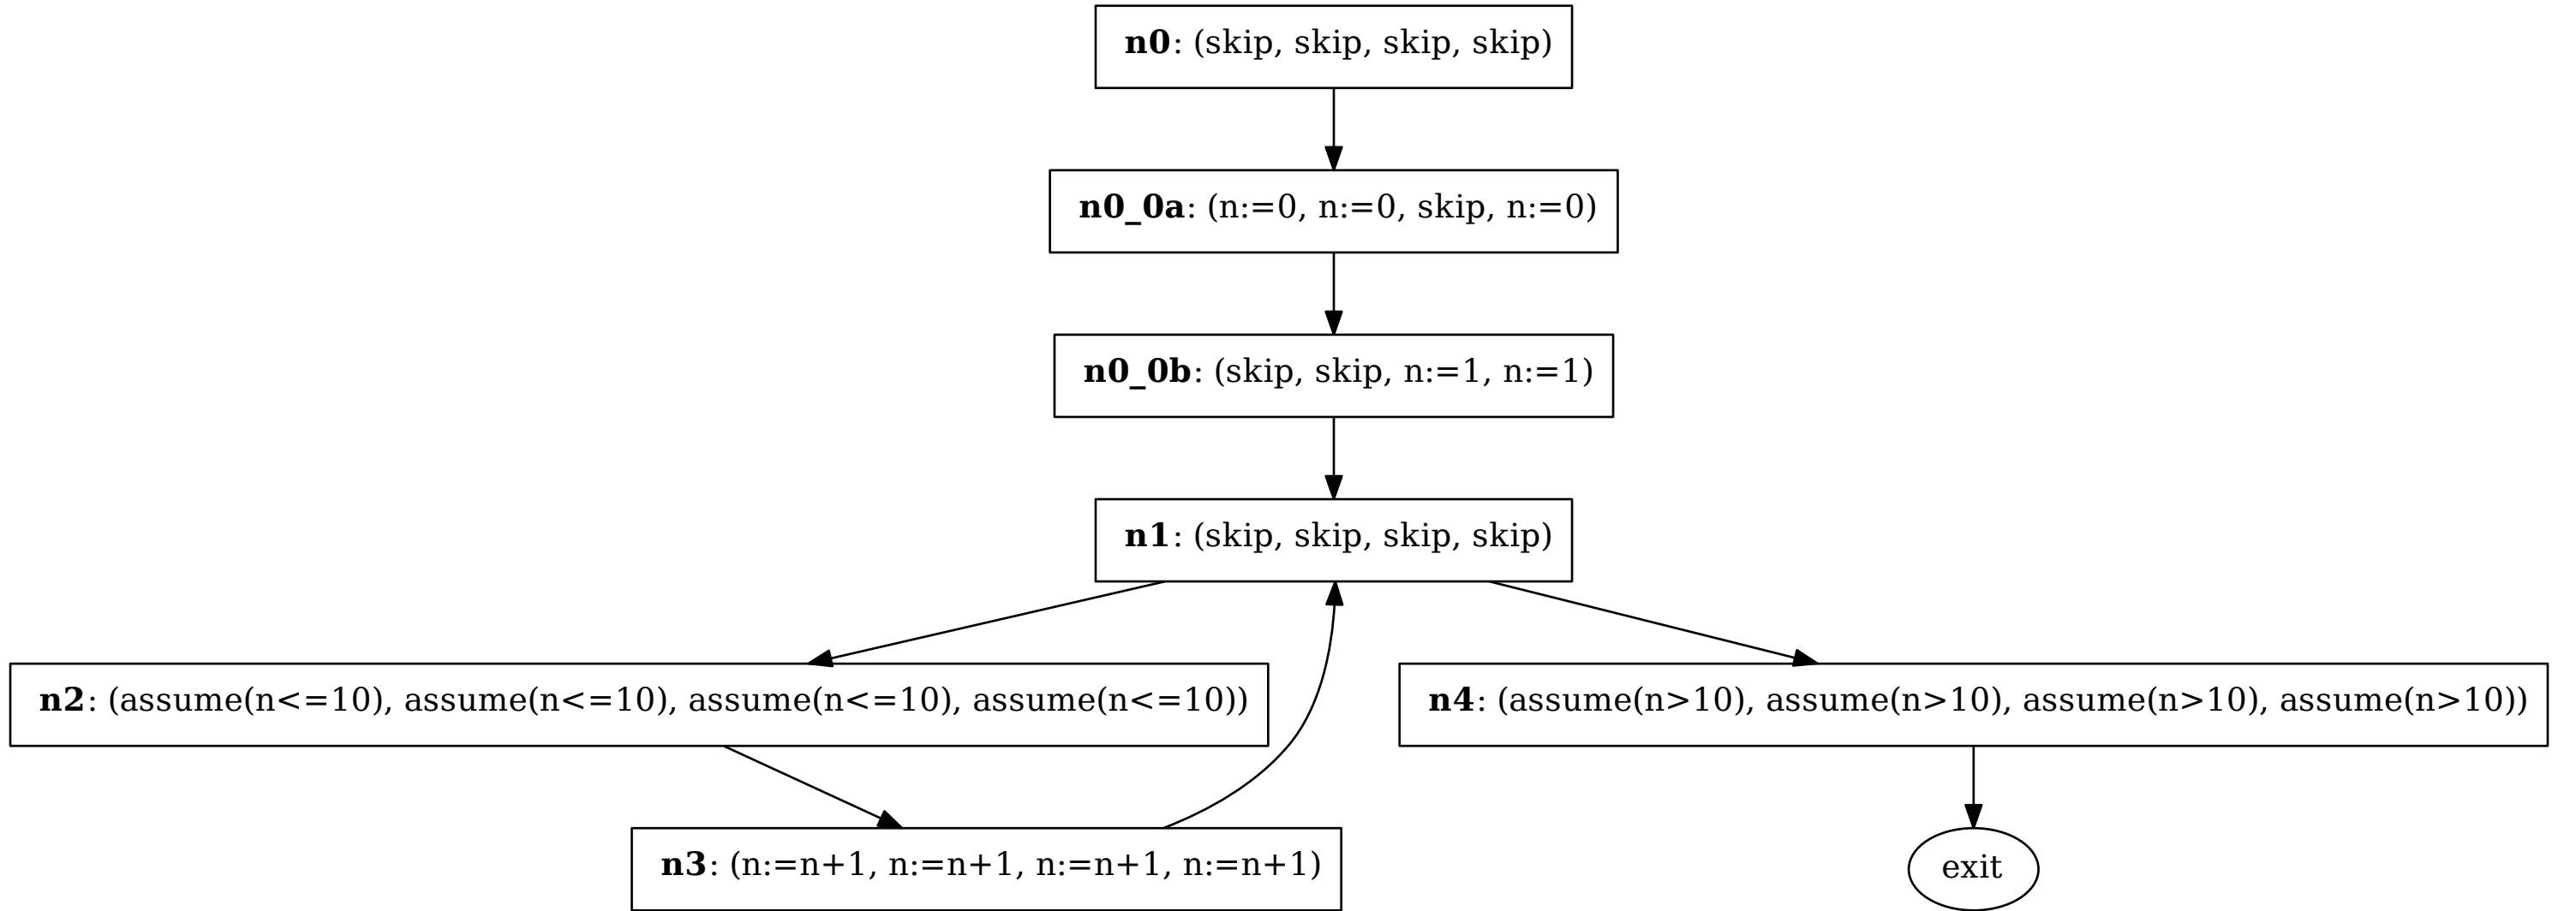 n0: (skip, skip, skip, skip)
n0_0a: (n:=0, n:=0, skip, n:=0)
n0_0b: (skip, skip, n:=1, n:=1)
n1: (skip, skip, skip, skip)
n2: (assume(n<=10), assume(n<=10), assume(n<=10), assume(n<=10))
n4: (assume(n>10), assume(n>10), assume(n>10), assume(n>10))
n3: (n:=n+1, n:=n+1, n:=n+1, n:=n+1)
exit